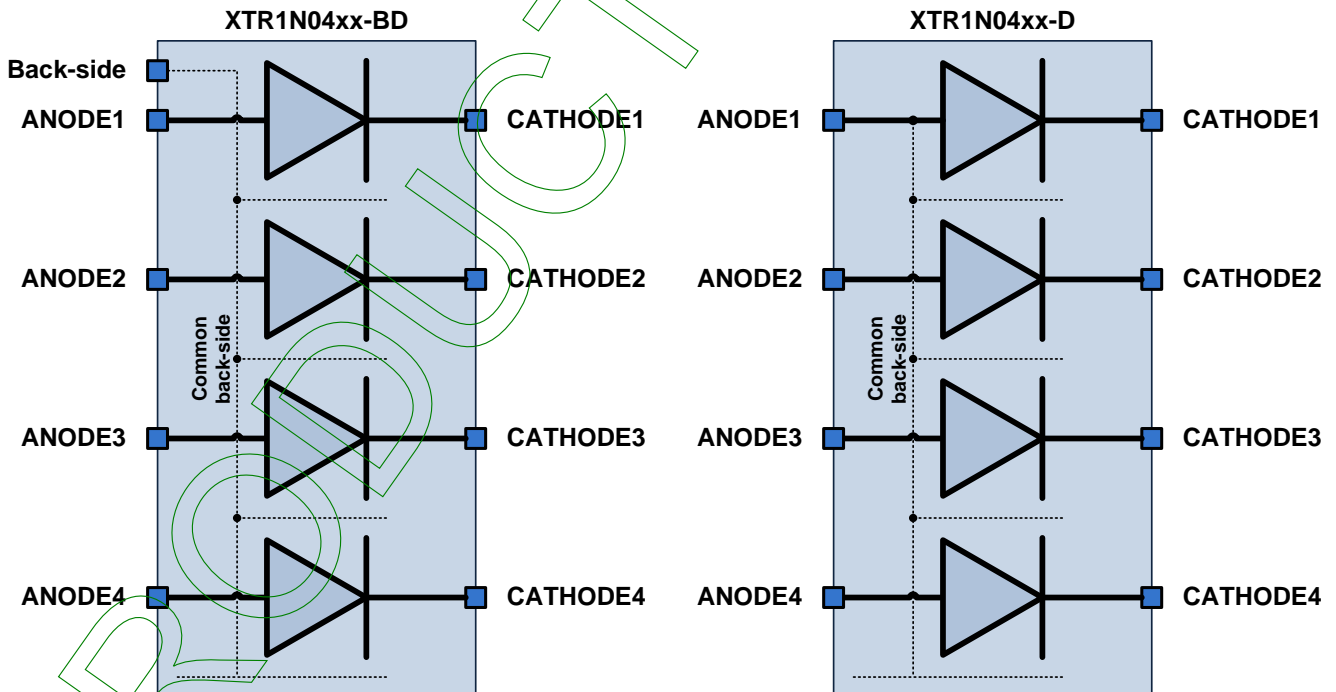 XTR1N04xx-BD
Back-side
ANODE1
CATHODE1
ANODE2
CATHODE2
Common
back-side
ANODE3
CATHODE3
ANODE4
CATHODE4
XTR1N04xx-D
ANODE1
CATHODE1
ANODE2
CATHODE2
Common
back-side
ANODE3
CATHODE3
ANODE4
CATHODE4
RODUCT